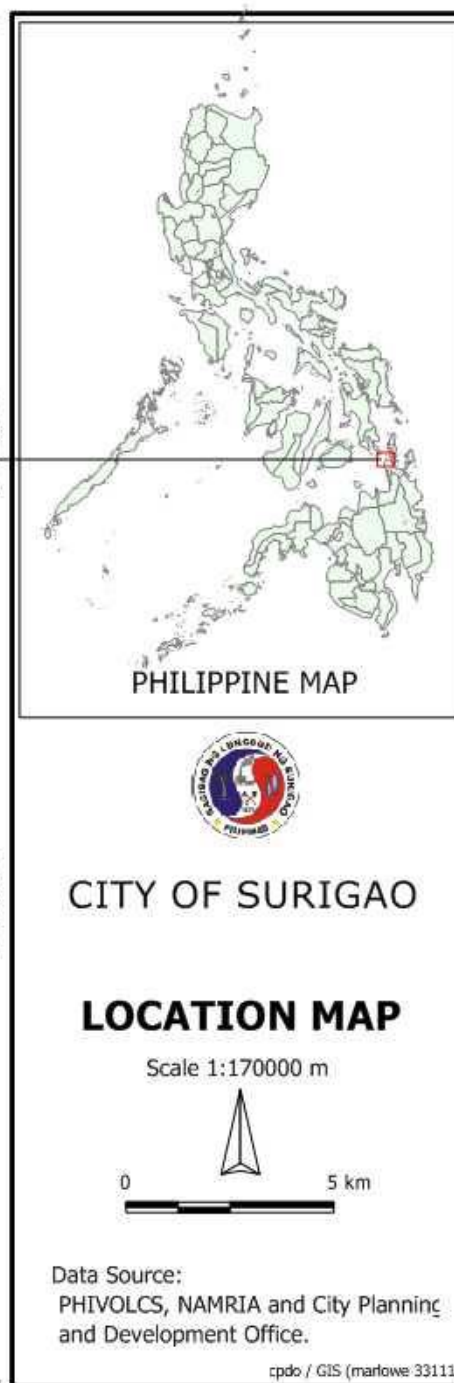 PHILIPPINE MAP
PILIPINAS
CITY OF SURIGAO
LOCATION MAP
Scale 1:170000 m
0 5 km
Data Source:
PHIVOLCS, NAMRIA and City Planning
and Development Office.
cpdo / GIS (marlowe 33111